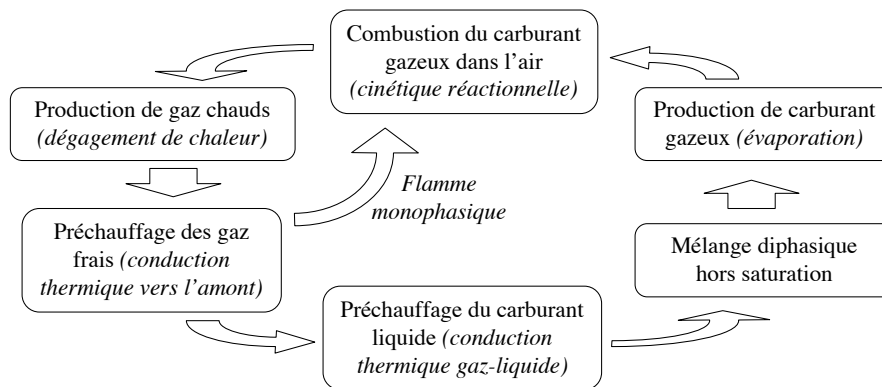 Combustion du carburant
gazeux dans l’air
(cinétique réactionnelle)
Production de gaz chauds
(dégagement de chaleur)
Production de carburant
gazeux (évaporation)
Flamme
monophasique
Préchauffage des gaz
frais (conduction
thermique vers l’amont)
Mélange diphasique
hors saturation
Préchauffage du carburant
liquide (conduction
thermique gaz-liquide)